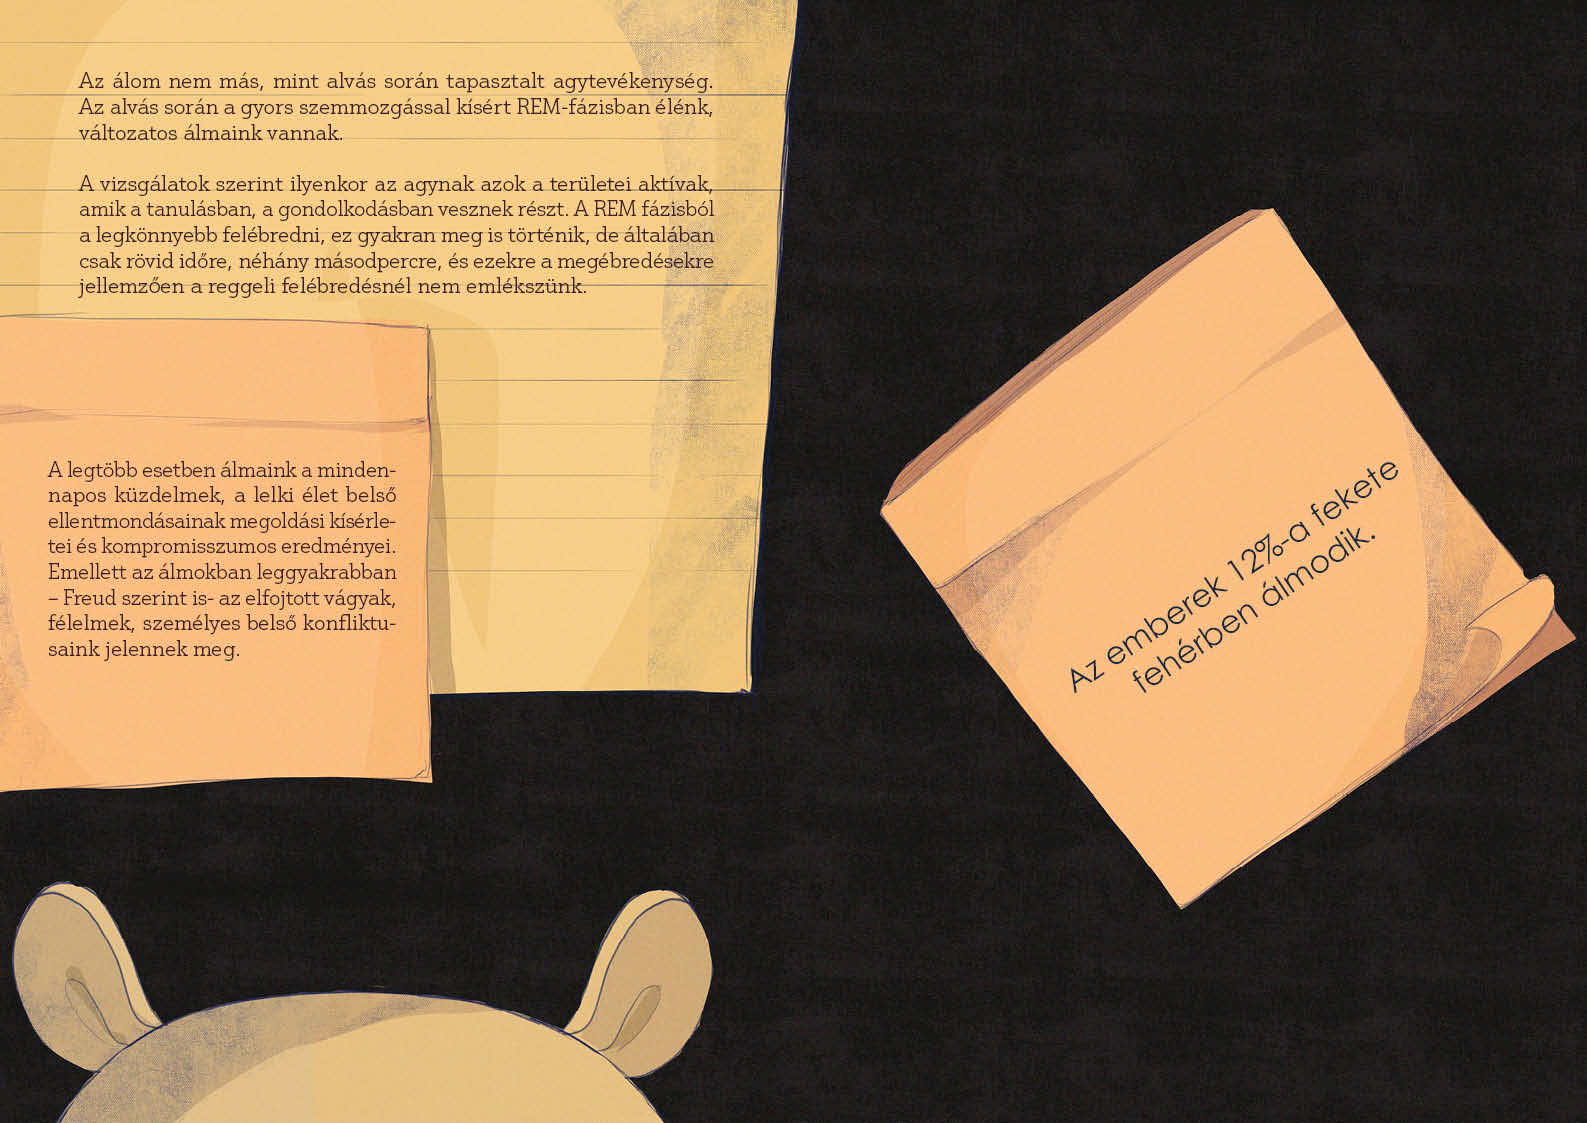 Az álom nem más, mint alvás során tapasztalt agytevékenység.
Az alvás során a gyors szemmozgással kísért REM-fázisban élénk,
változatos álmaink vannak.
A vizsgálatok szerint ilyenkor az agynak azok a területei aktívak,
amik a tanulásban, a gondolkodásban vesznek részt. A REM fázisból
a legkönnyebb felébredni, ez gyakran meg is történik, de általában
csak rövid időre, néhány másodpercre, és ezekre a megébredésekre
jellemzően a reggeli felébredésnél nem emlékszünk.
A legtöbb esetben álmaink a minden-
napos küzdelmek, a lelki élet belső
ellentmondásainak megoldási kísérle-
tei és kompromisszumos eredményei.
Emellett az álmokban leggyakrabban
– Freud szerint is- az elfojtott vágyak,
félelmek, személyes belső konfliktu-
saink jelennek meg.
Az emberek 12%-a fekete
fehérben álmodik.